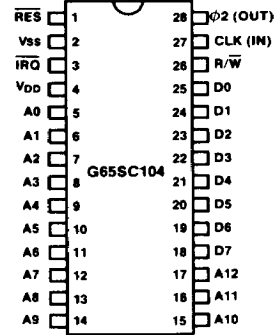 RES 1 28 ϕ2 (OUT)
Vss 2 27 CLK (IN)
IRQ 3 26 R/W
VDD 4 25 D0
A0 5 24 D1
A1 6 23 D2
A2 7 22 D3
G65SC104
A3 8 21 D4
A4 9 20 D5
A5 10 19 D6
A6 11 18 D7
A7 12 17 A12
A8 13 16 A11
A9 14 15 A10